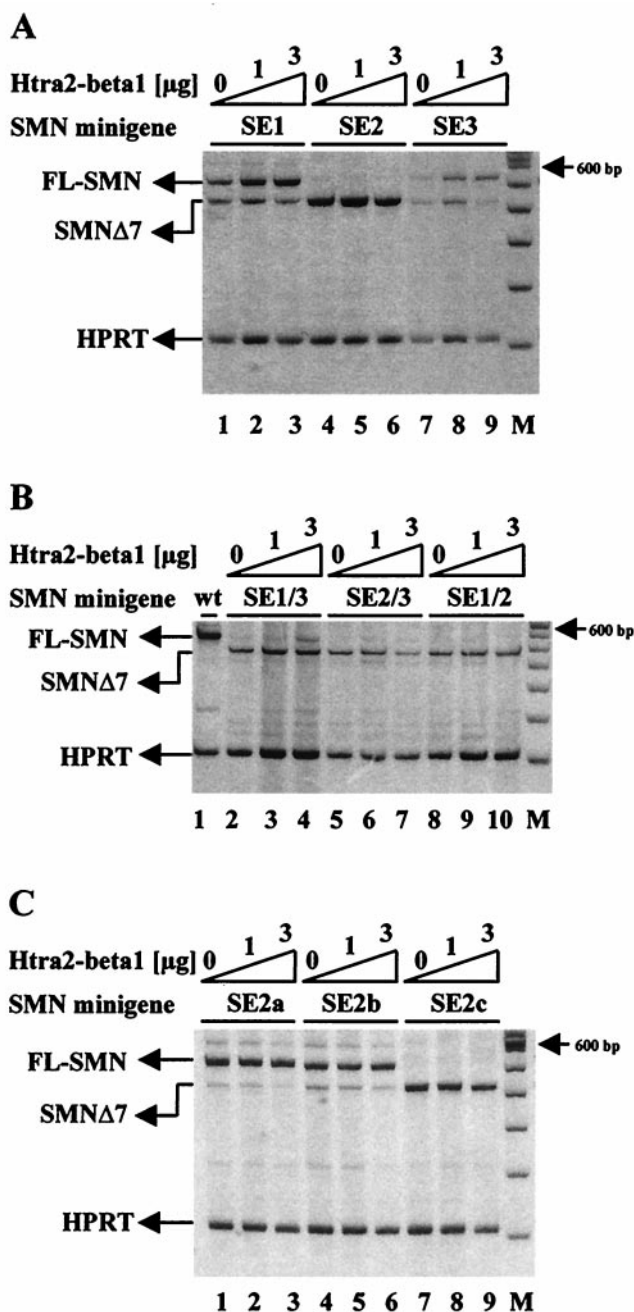 A
Htra2-beta1 [µg] 0 1 3 0 1 3 0 1 3
SMN minigene SE1 SE2 SE3
FL-SMN 600 bp
SMNΔ7
HPRT
1 2 3 4 5 6 7 8 9 M
B
Htra2-beta1 [µg] 0 1 3 0 1 3 0 1 3
SMN minigene wt SE1/3 SE2/3 SE1/2
FL-SMN 600 bp
SMNΔ7
HPRT
1 2 3 4 5 6 7 8 9 10 M
C
Htra2-beta1 [µg] 0 1 3 0 1 3 0 1 3
SMN minigene SE2a SE2b SE2c
FL-SMN 600 bp
SMNΔ7
HPRT
1 2 3 4 5 6 7 8 9 M